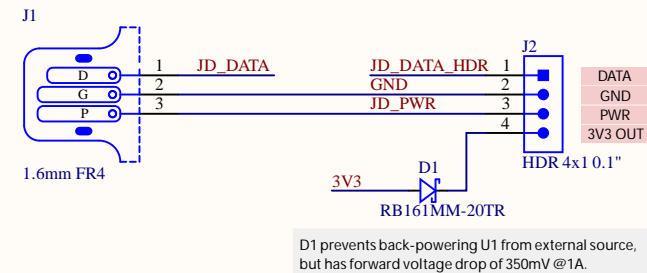 J1
J2
D
G
P
1 JD_DATA
2
3
JD_DATA_HDR 1
GND 2
JD_PWR 3
4
DATA
GND
PWR
3V3 OUT
1.6mm FR4
HDR 4x1 0.1"
D1
3V3
RB161MM-20TR
D1 prevents back-powering U1 from external source,
but has forward voltage drop of 350mV @1A.